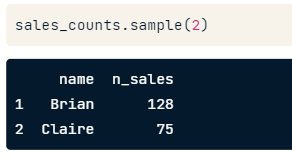 sales_counts.sample(2)
name n_sales
1 Brian 128
2 Claire 75